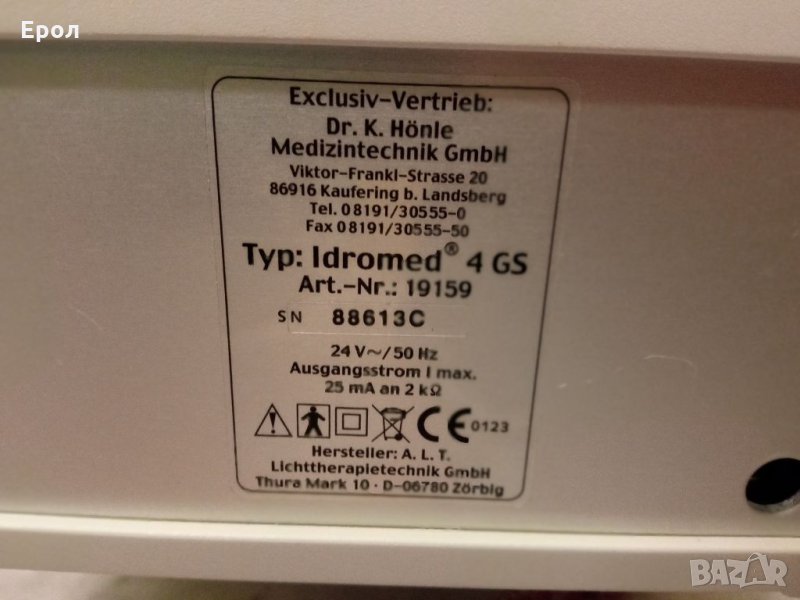 Ерол
Exclusiv-Vertrieb:
Dr. K. Hönle
Medizintechnik GmbH
Viktor-Frankl-Strasse 20
86916 Kaufering b. Landsberg
Tel. 08191/30555-0
Fax 08191/30555-50
Typ: Idromed® 4 GS
Art.-Nr.: 19159
SN 88613C
24 V~/50 Hz
Ausgangsstrom I max.
25 mA an 2 kΩ
CE 0123
Hersteller: A. L. T.
Lichttherapietechnik GmbH
Thura Mark 10 · D-06780 Zörbig
BAZAR